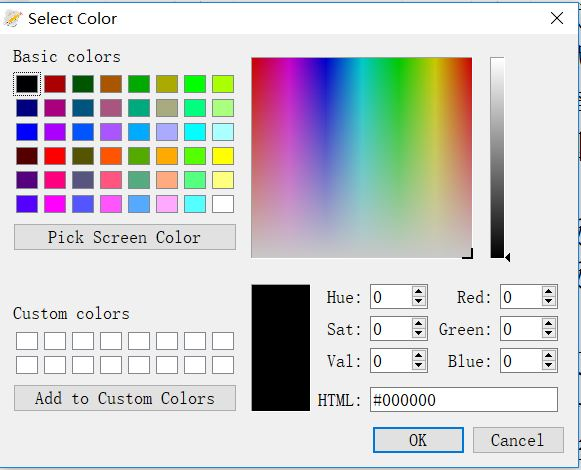 Select Color
Basic colors
Pick Screen Color
Custom colors
Add to Custom Colors
Hue: 0 Red: 0
Sat: 0 Green: 0
Val: 0 Blue: 0
HTML: #000000
OK Cancel